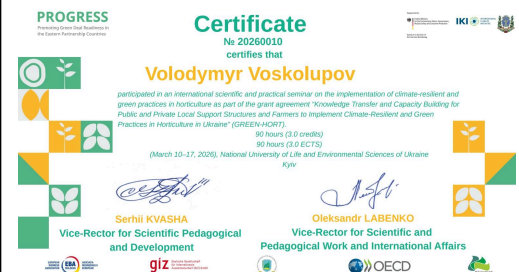 PROGRESS
Promoting Green Deal Readiness in
the Eastern Partnership Countries
IKI
Certificate
№ 20260010
certifies that
Volodymyr Voskolupov
participated in an international scientific and practical seminar on the implementation of climate-resilient and
green practices in horticulture as part of the grant agreement "Knowledge Transfer and Capacity Building for
Public and Private Local Support Structures and Farmers to Implement Climate-Resilient and Green
Practices in Horticulture in Ukraine" (GREEN-HORT).
90 hours (3.0 credits)
90 hours (3.0 ECTS)
(March 10–17, 2026), National University of Life and Environmental Sciences of Ukraine
Kyiv
Serhii KVASHA
Vice-Rector for Scientific Pedagogical
and Development
Oleksandr LABENKO
Vice-Rector for Scientific and
Pedagogical Work and International Affairs
EBA
giz
OECD